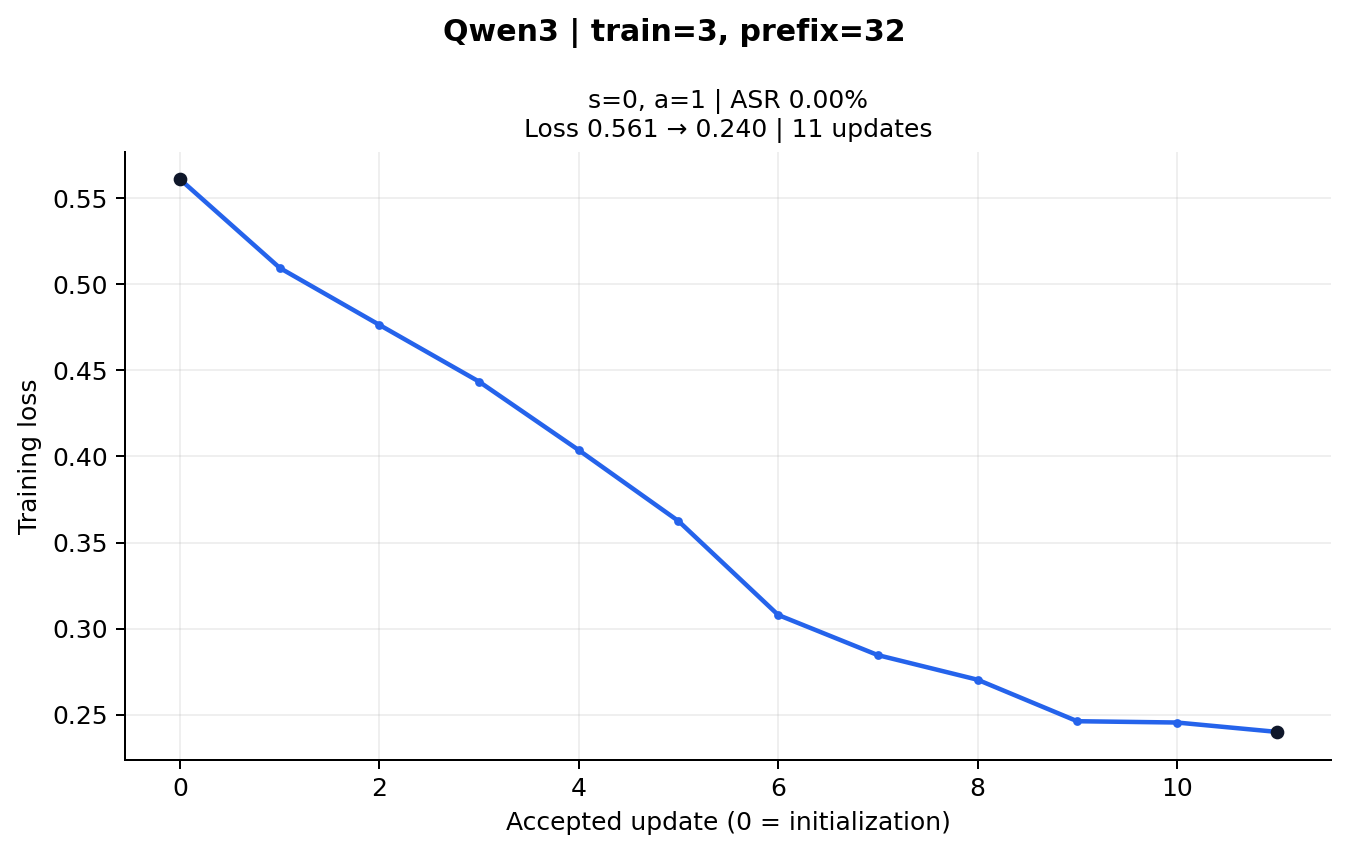 Qwen3 | train=3, prefix=32
s=0, a=1 | ASR 0.00%
Loss 0.561 → 0.240 | 11 updates
Training loss
0.55
0.50
0.45
0.40
0.35
0.30
0.25
0 2 4 6 8 10
Accepted update (0 = initialization)